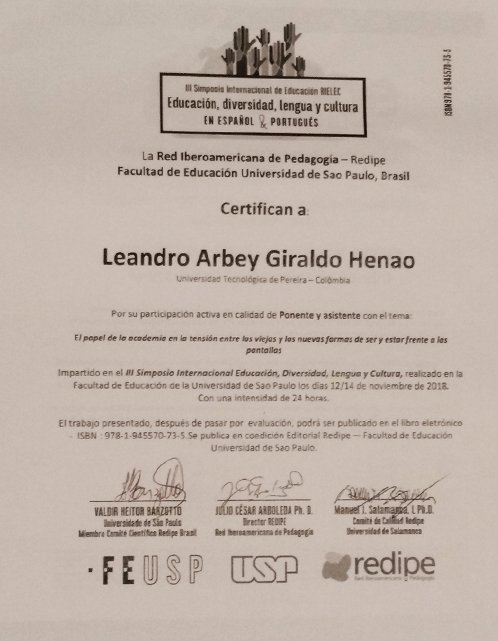 III Simposio Internacional de Educación RIELEC
Educación, diversidad, lengua y cultura
EN ESPAÑOL & PORTUGUÉS
ISBN 978-1-945570-73-5
La Red Iberoamericana de Pedagogía – Redipe
Facultad de Educación Universidad de Sao Paulo, Brasil
Certifican a:
Leandro Arbey Giraldo Henao
Universidad Tecnológica de Pereira – Colômbia
Por su participación activa en calidad de Ponente y asistente con el tema:
El papel de la academia en la tensión entre las viejas y las nuevas formas de ser y estar frente a las
pantallas
Impartido en el III Simposio Internacional Educación, Diversidad, Lengua y Cultura, realizado en la
Facultad de Educación de la Universidad de Sao Paulo los días 12/14 de noviembre de 2018.
Con una intensidad de 24 horas.
El trabajo presentado, después de pasar por evaluación, podrá ser publicado en el libro eletrónico
- ISBN : 978-1-945570-73-5.Se publica en coedición Editorial Redipe — Facultad de Educación
Universidad de Sao Paulo.
VALDIR HEITOR BARZOTTO
Universidade de São Paulo
Miembro Comité Científico Redipe Brasil
JULIO CÉSAR ARBOLEDA Ph. D.
Director REDIPE
Red Iberoamericana de Pedagogía
Manuel J. Salamanca, L Ph.D.
Comité de Calidad Redipe
Universidad de Salamanca
FEUSP
USP
redipe
Red Iberoamericana de Pedagogía